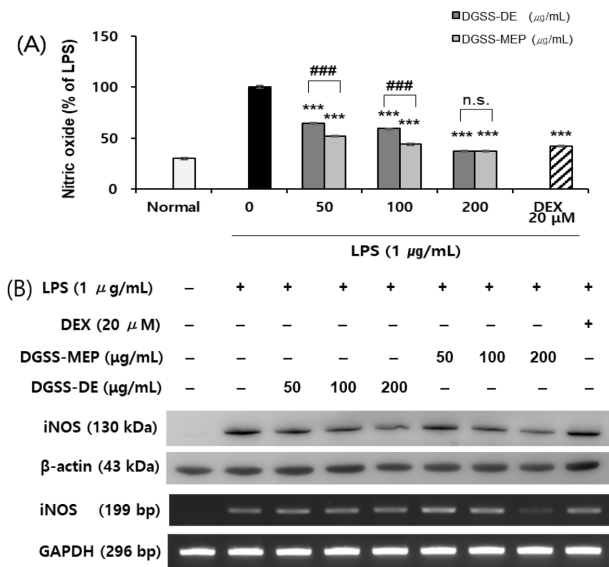 (A)
DGSS-DE (㎍/mL)
DGSS-MEP (㎍/mL)
Nitric oxide (% of LPS)
150
100
50
0
### ### n.s.
*** *** *** *** *** *** ***
Normal 0 50 100 200 DEX
20 µM
LPS (1 ㎍/mL)
(B)
LPS (1 μg/mL) – + + + + + + + +
DEX (20 μM) – – – – – – – – +
DGSS-MEP (µg/mL) – – – – – 50 100 200 –
DGSS-DE (µg/mL) – – 50 100 200 – – – –
iNOS (130 kDa)
β-actin (43 kDa)
iNOS (199 bp)
GAPDH (296 bp)